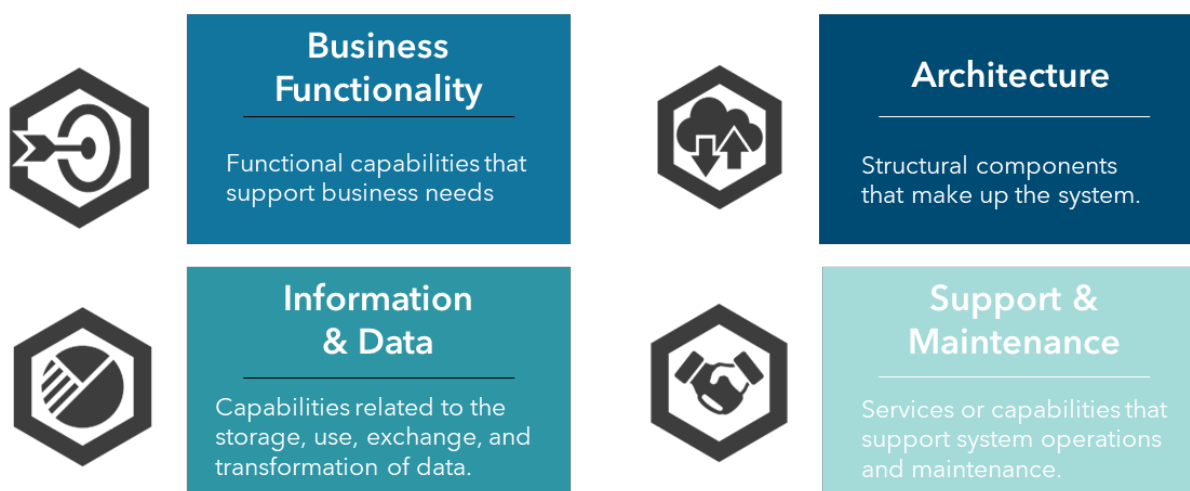 Business
Functionality
Functional capabilities that
support business needs
Architecture
Structural components
that make up the system.
Information
& Data
Capabilities related to the
storage, use, exchange, and
transformation of data.
Support &
Maintenance
Services or capabilities that
support system operations
and maintenance.